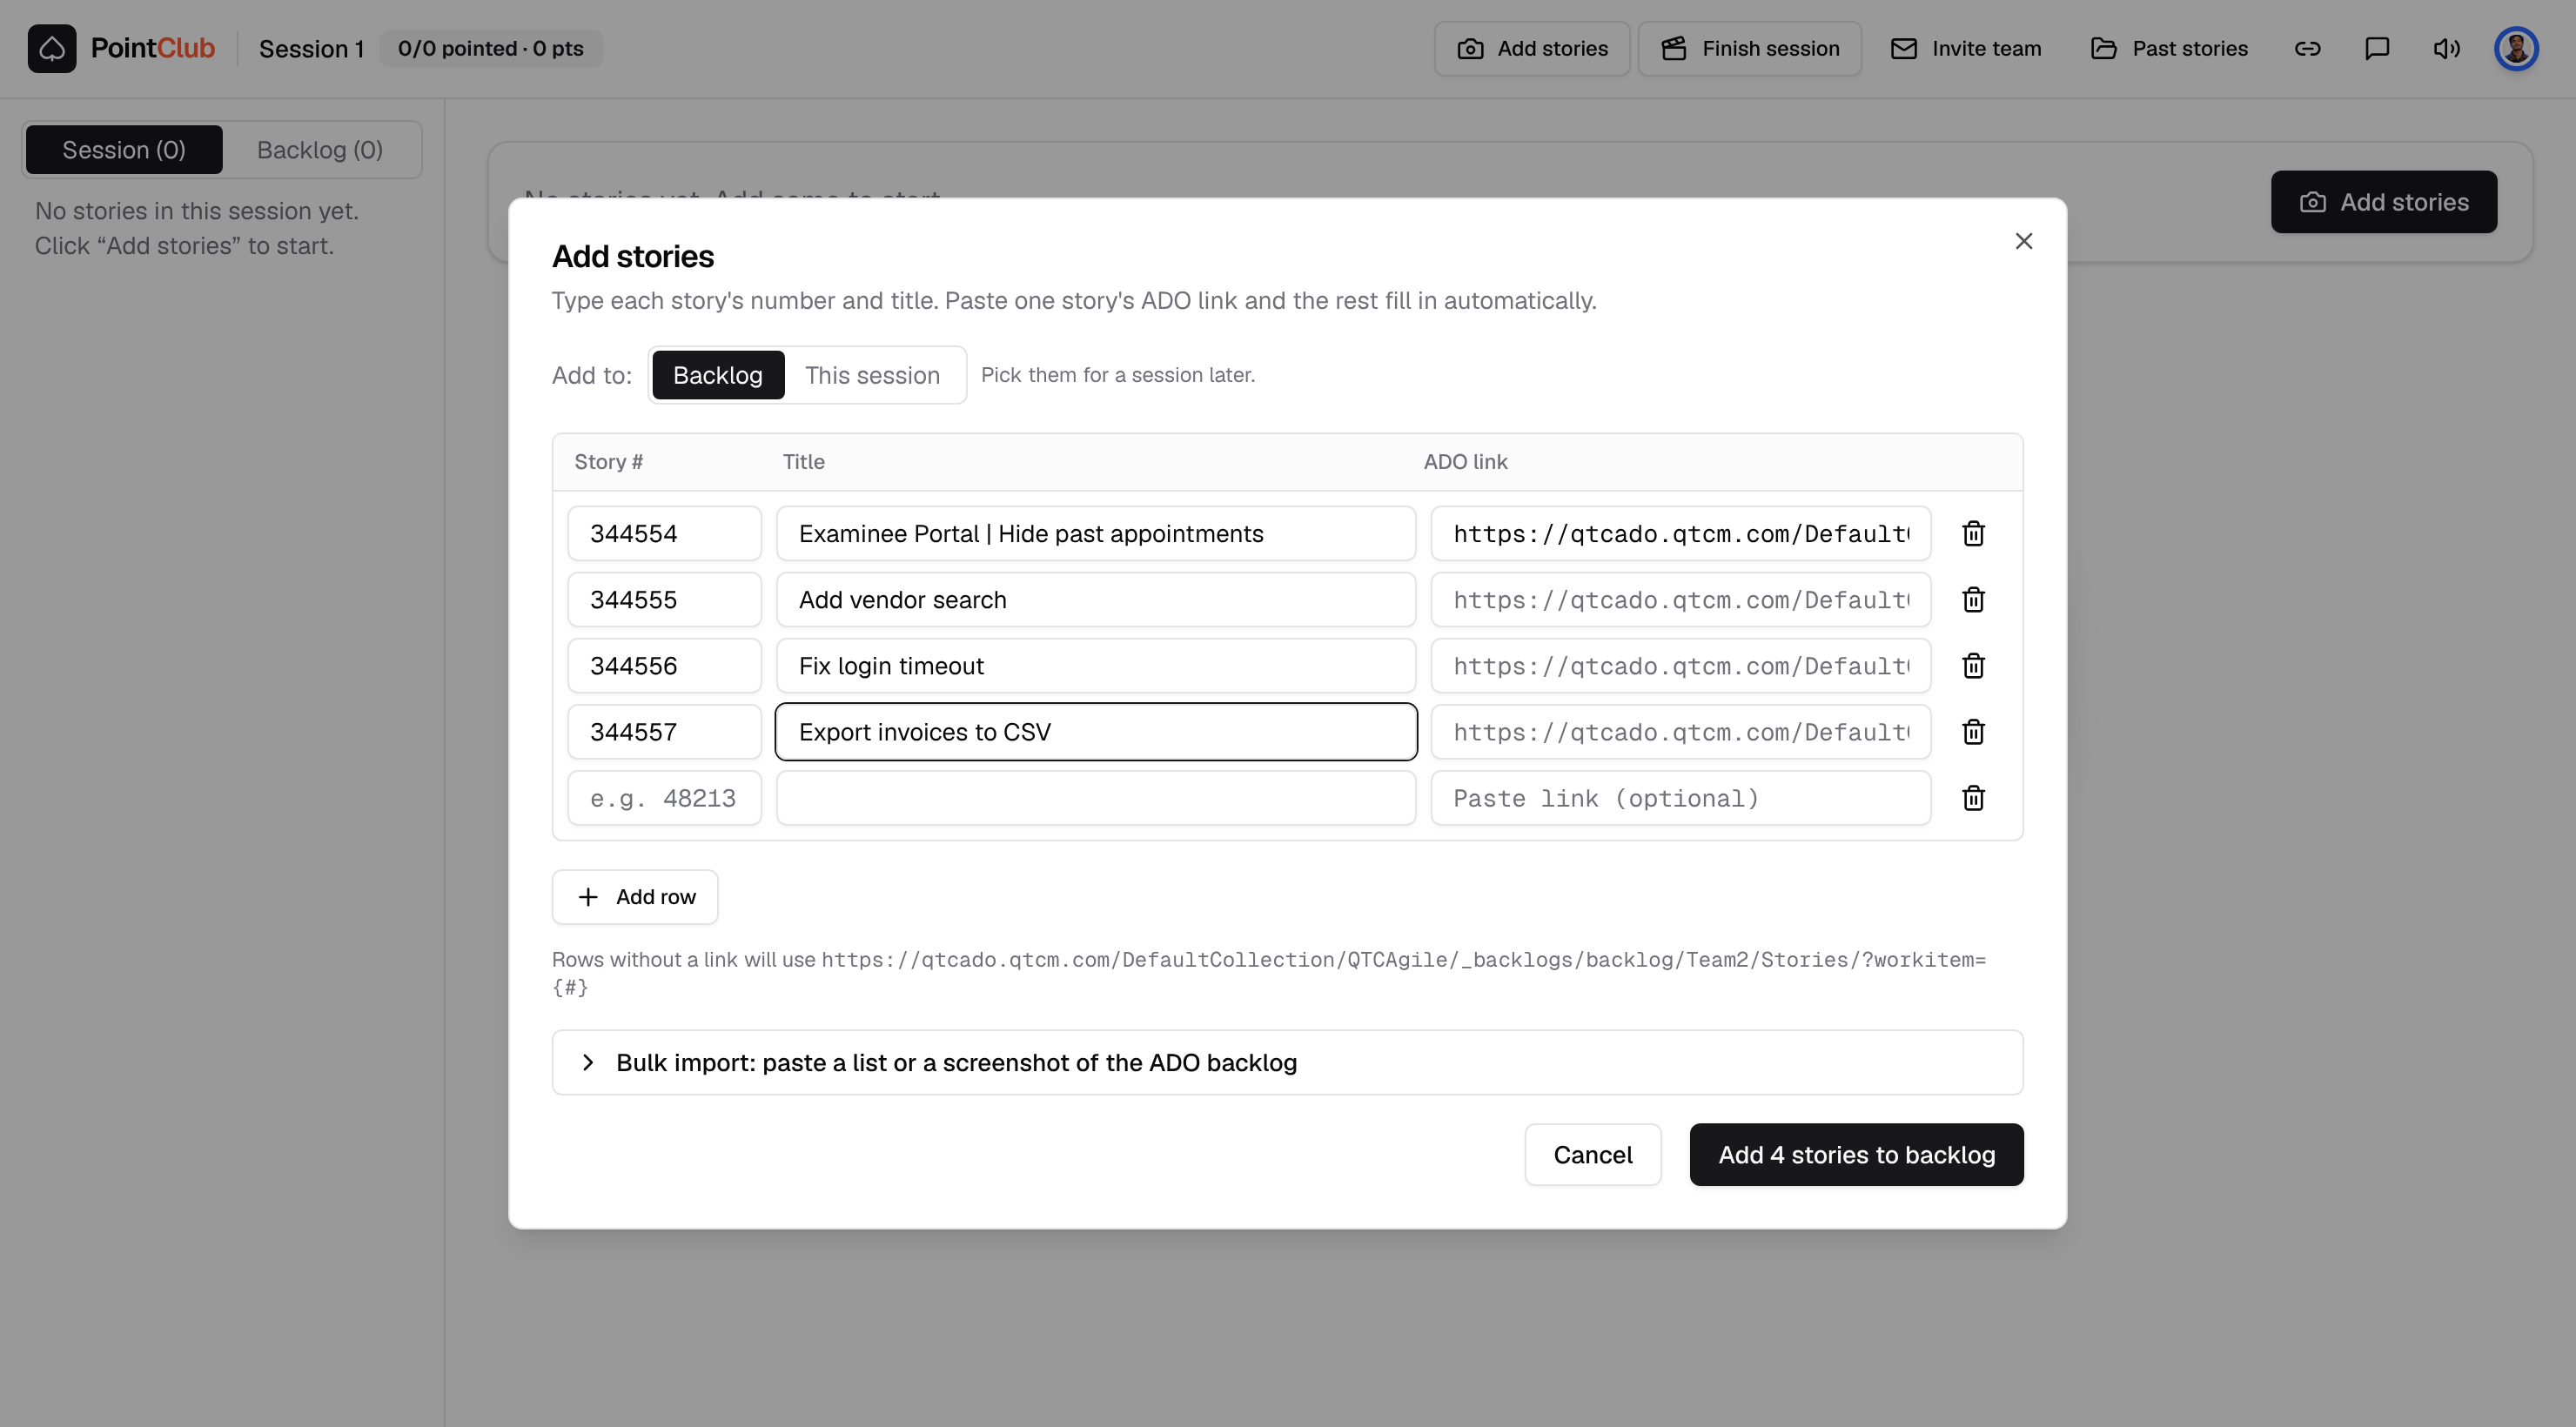 PointClub
Session 1
0/0 pointed · 0 pts
Add stories
Finish session
Invite team
Past stories
Session (0)
Backlog (0)
No stories in this session yet.
Click “Add stories” to start.
Add stories
Add stories
Type each story's number and title. Paste one story's ADO link and the rest fill in automatically.
Add to:
Backlog
This session
Pick them for a session later.
Story #
Title
ADO link
344554
Examinee Portal | Hide past appointments
https://qtcado.qtcm.com/Default
344555
Add vendor search
https://qtcado.qtcm.com/Default
344556
Fix login timeout
https://qtcado.qtcm.com/Default
344557
Export invoices to CSV
https://qtcado.qtcm.com/Default
e.g. 48213
Paste link (optional)
Add row
Rows without a link will use https://qtcado.qtcm.com/DefaultCollection/QTCAgile/_backlogs/backlog/Team2/Stories/?workitem=
{#}
Bulk import: paste a list or a screenshot of the ADO backlog
Cancel
Add 4 stories to backlog